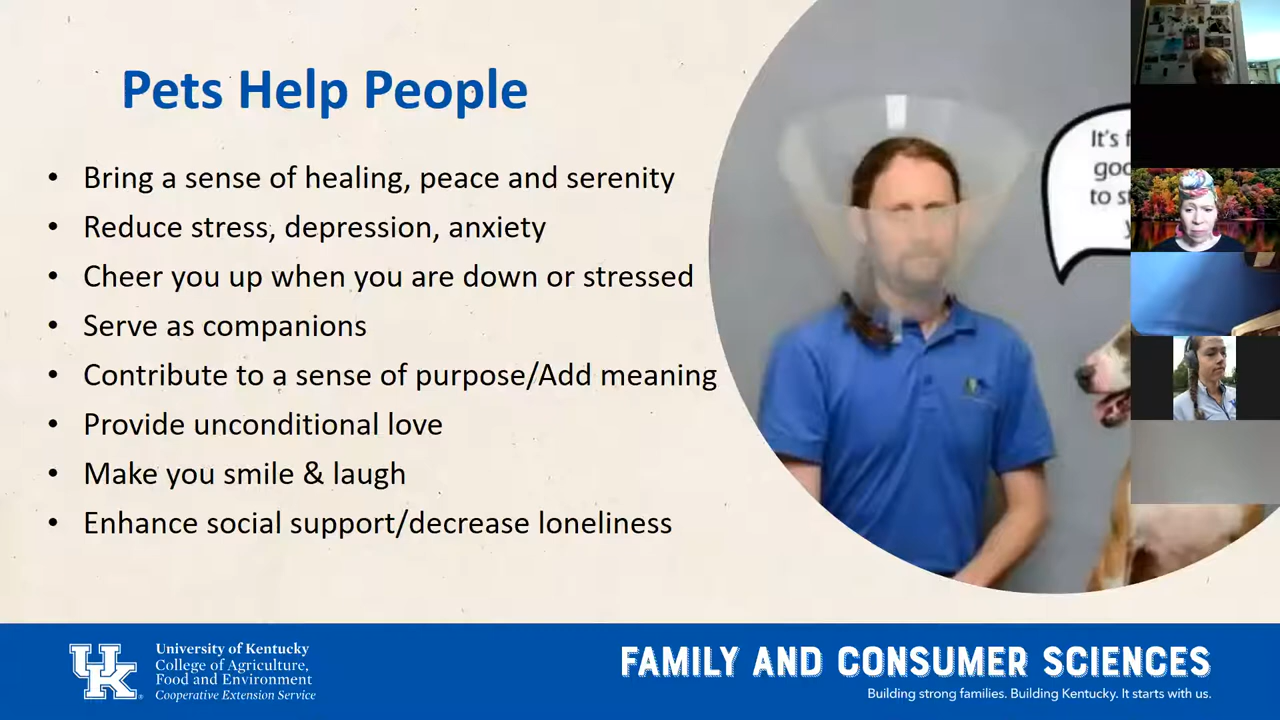 Pets Help People
• Bring a sense of healing, peace and serenity
• Reduce stress, depression, anxiety
• Cheer you up when you are down or stressed
• Serve as companions
• Contribute to a sense of purpose/Add meaning
• Provide unconditional love
• Make you smile & laugh
• Enhance social support/decrease loneliness
It's
to
UK
University of Kentucky
College of Agriculture,
Food and Environment
Cooperative Extension Service
FAMILY AND CONSUMER SCIENCES
Building strong families. Building Kentucky. It starts with us.